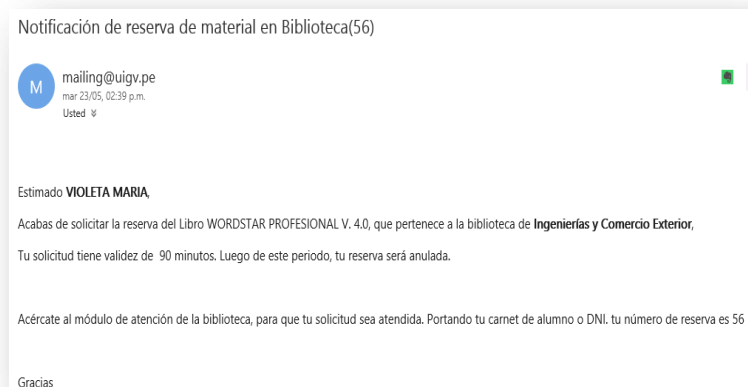 Notificación de reserva de material en Biblioteca(56)
M
mailing@uigv.pe
mar 23/05, 02:39 p.m.
Usted
Estimado VIOLETA MARIA,
Acabas de solicitar la reserva del Libro WORDSTAR PROFESIONAL V. 4.0, que pertenece a la biblioteca de Ingenierías y Comercio Exterior,
Tu solicitud tiene validez de 90 minutos. Luego de este periodo, tu reserva será anulada.
Acércate al módulo de atención de la biblioteca, para que tu solicitud sea atendida. Portando tu carnet de alumno o DNI. tu número de reserva es 56
Gracias